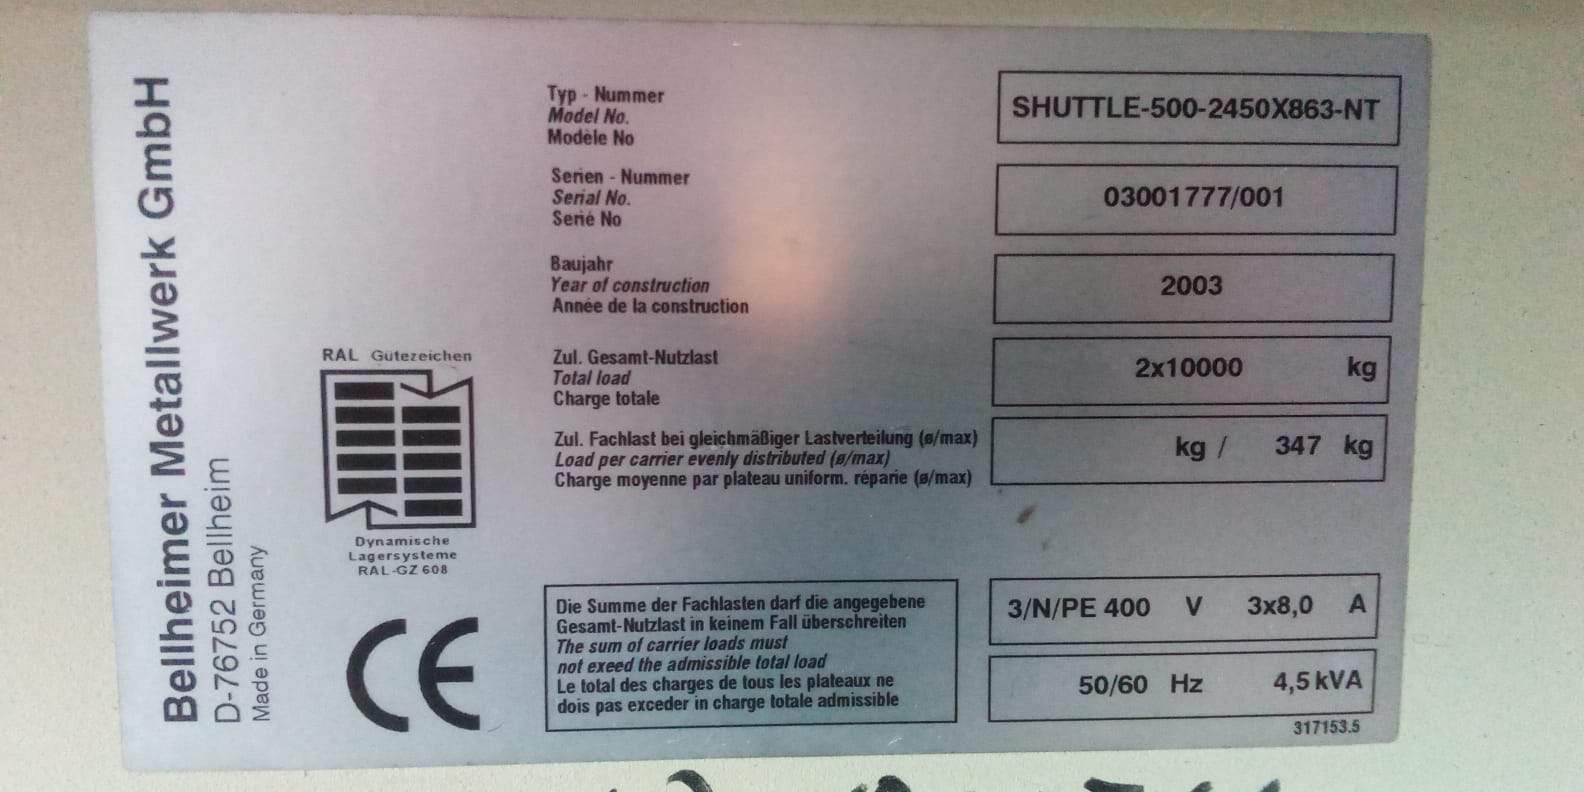 Bellheimer Metallwerk GmbH
D-76752 Bellheim
Made in Germany
RAL Gutezeichen
Dynamische
Lagersysteme
RAL-GZ 608
CE
Typ - Nummer
Model No.
Modèle No
SHUTTLE-500-2450X863-NT
Serien - Nummer
Serial No.
Serié No
03001777/001
Baujahr
Year of construction
Année de la construction
2003
Zul. Gesamt-Nutzlast
Total load
Charge totale
2x10000 kg
Zul. Fachlast bei gleichmäßiger Lastverteilung (ø/max)
Load per carrier evenly distributed (ø/max)
Charge moyenne par plateau uniform. réparie (ø/max)
kg / 347 kg
Die Summe der Fachlasten darf die angegebene
Gesamt-Nutzlast in keinem Fall überschreiten
The sum of carrier loads must
not exeed the admissible total load
Le total des charges de tous les plateaux ne
dois pas exceder in charge totale admissible
3/N/PE 400 V 3x8,0 A
50/60 Hz 4,5 kVA
317153.5